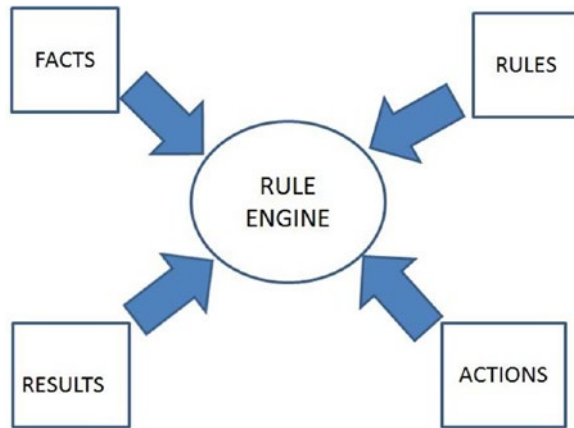 FACTS
RULES
RULE
ENGINE
RESULTS
ACTIONS